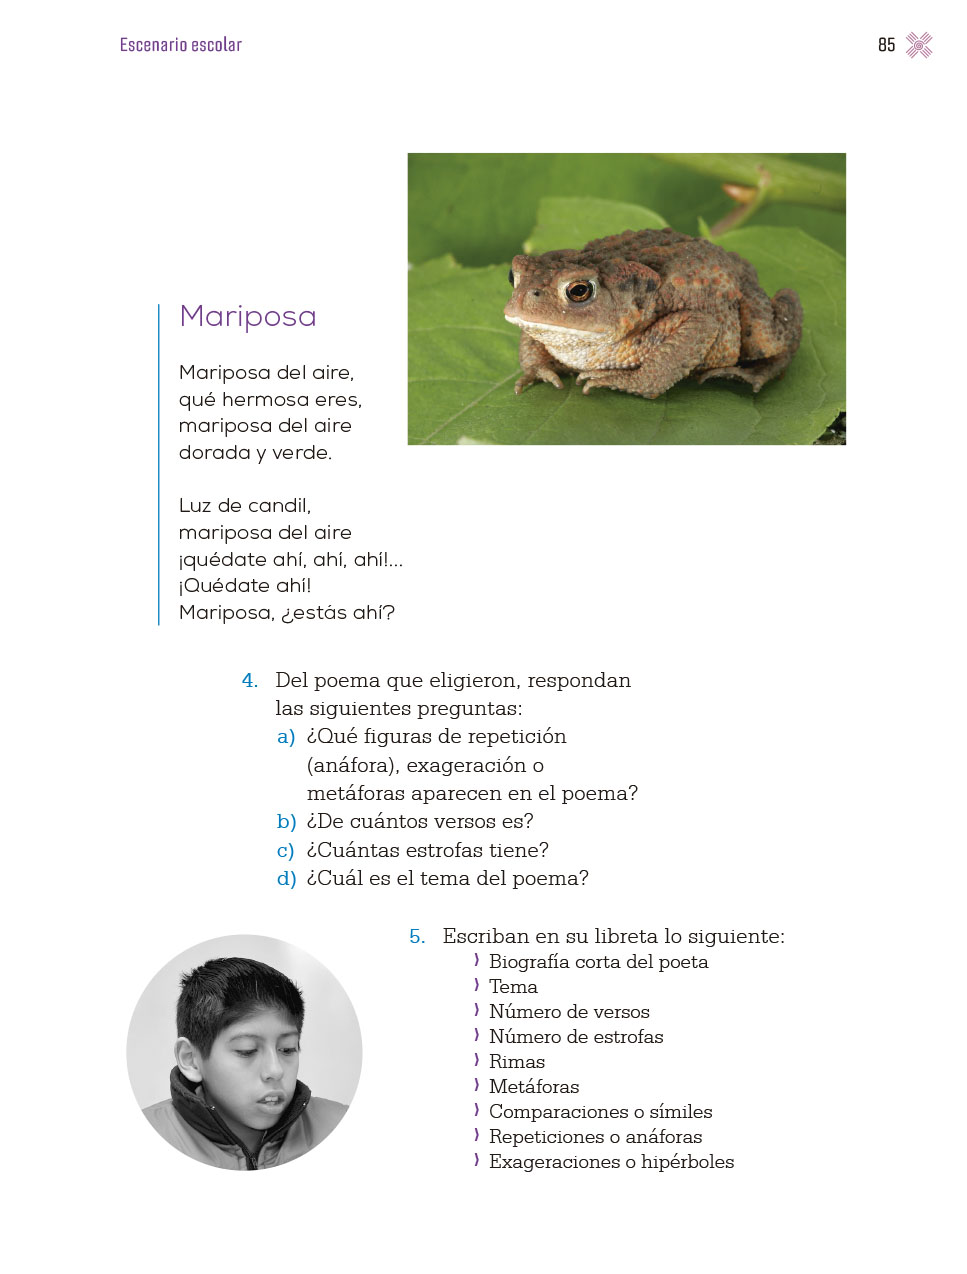 Escenario escolar
85
Mariposa
Mariposa del aire,
qué hermosa eres,
mariposa del aire
dorada y verde.
Luz de candil,
mariposa del aire
¡quédate ahí, ahí, ahí!...
¡Quédate ahí!
Mariposa, ¿estás ahí?
4. Del poema que eligieron, respondan
las siguientes preguntas:
a) ¿Qué figuras de repetición
(anáfora), exageración o
metáforas aparecen en el poema?
b) ¿De cuántos versos es?
c) ¿Cuántas estrofas tiene?
d) ¿Cuál es el tema del poema?
5. Escriban en su libreta lo siguiente:
Biografía corta del poeta
Tema
Número de versos
Número de estrofas
Rimas
Metáforas
Comparaciones o símiles
Repeticiones o anáforas
Exageraciones o hipérboles